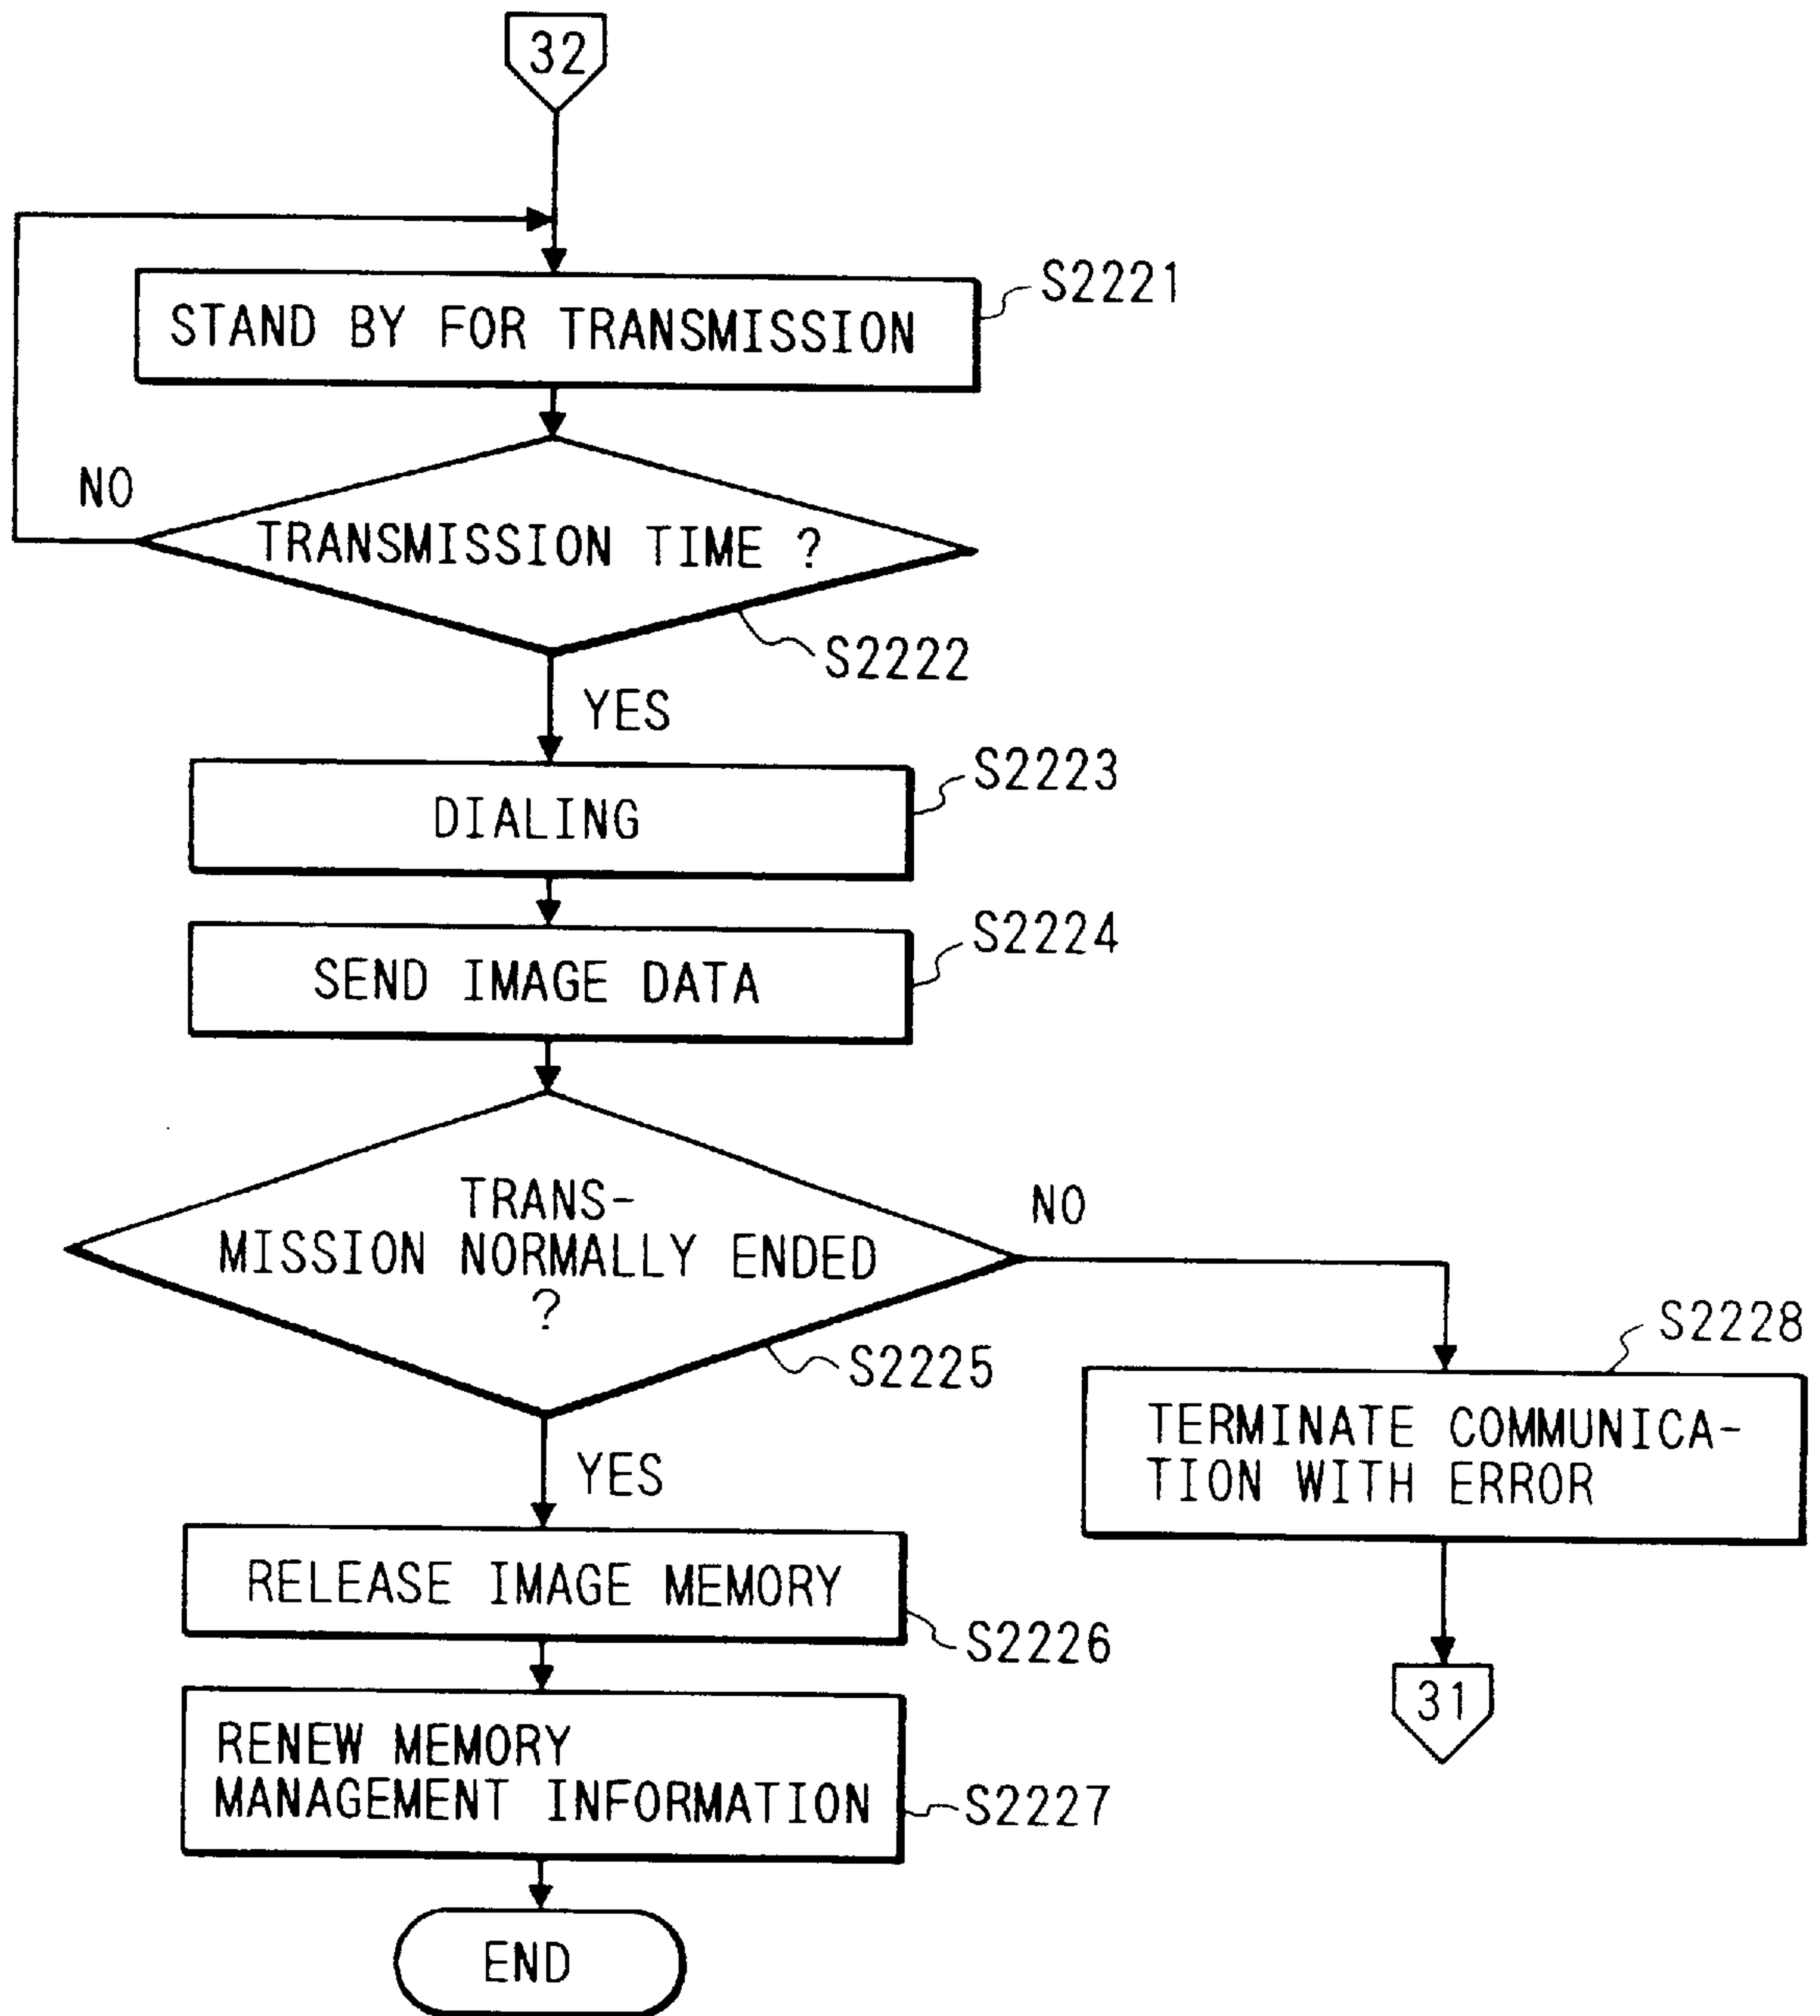 32
S2221
STAND BY FOR TRANSMISSION
NO
TRANSMISSION TIME ?
S2222
YES
S2223
DIALING
S2224
SEND IMAGE DATA
TRANS-
MISSION NORMALLY ENDED
?
NO
S2225
S2228
TERMINATE COMMUNICA-
TION WITH ERROR
YES
RELEASE IMAGE MEMORY
S2226
31
RENEW MEMORY
MANAGEMENT INFORMATION
S2227
END